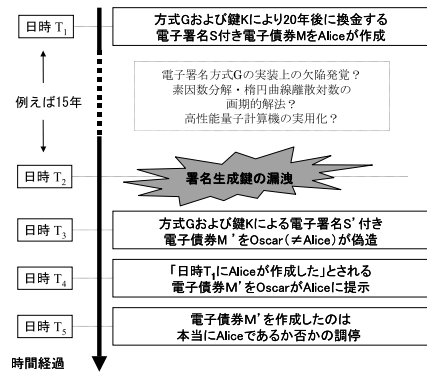 日時 T1
方式Gおよび鍵Kにより20年後に換金する
電子署名S付き電子債券MをAliceが作成
例えば15年
電子署名方式Gの実装上の欠陥発覚？
素因数分解・楕円曲線離散対数の
画期的解法？
高性能量子計算機の実用化？
日時 T2
署名生成鍵の漏洩
日時 T3
方式Gおよび鍵Kによる電子署名S'付き
電子債券M'をOscar(≠Alice)が偽造
日時 T4
「日時T1にAliceが作成した」とされる
電子債券M'をOscarがAliceに提示
日時 T5
電子債券M'を作成したのは
本当にAliceであるか否かの調停
時間経過